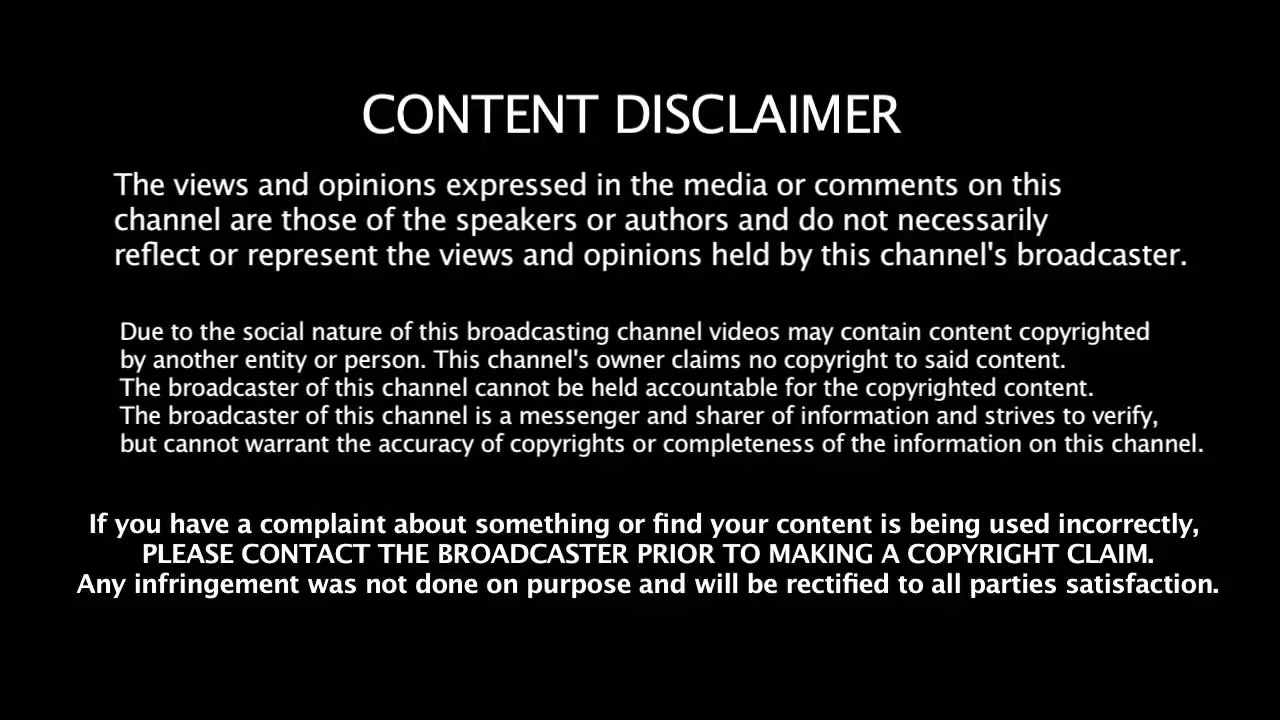 CONTENT DISCLAIMER
The views and opinions expressed in the media or comments on this
channel are those of the speakers or authors and do not necessarily
reflect or represent the views and opinions held by this channel's broadcaster.
Due to the social nature of this broadcasting channel videos may contain content copyrighted
by another entity or person. This channel's owner claims no copyright to said content.
The broadcaster of this channel cannot be held accountable for the copyrighted content.
The broadcaster of this channel is a messenger and sharer of information and strives to verify,
but cannot warrant the accuracy of copyrights or completeness of the information on this channel.
If you have a complaint about something or find your content is being used incorrectly,
PLEASE CONTACT THE BROADCASTER PRIOR TO MAKING A COPYRIGHT CLAIM.
Any infringement was not done on purpose and will be rectified to all parties satisfaction.